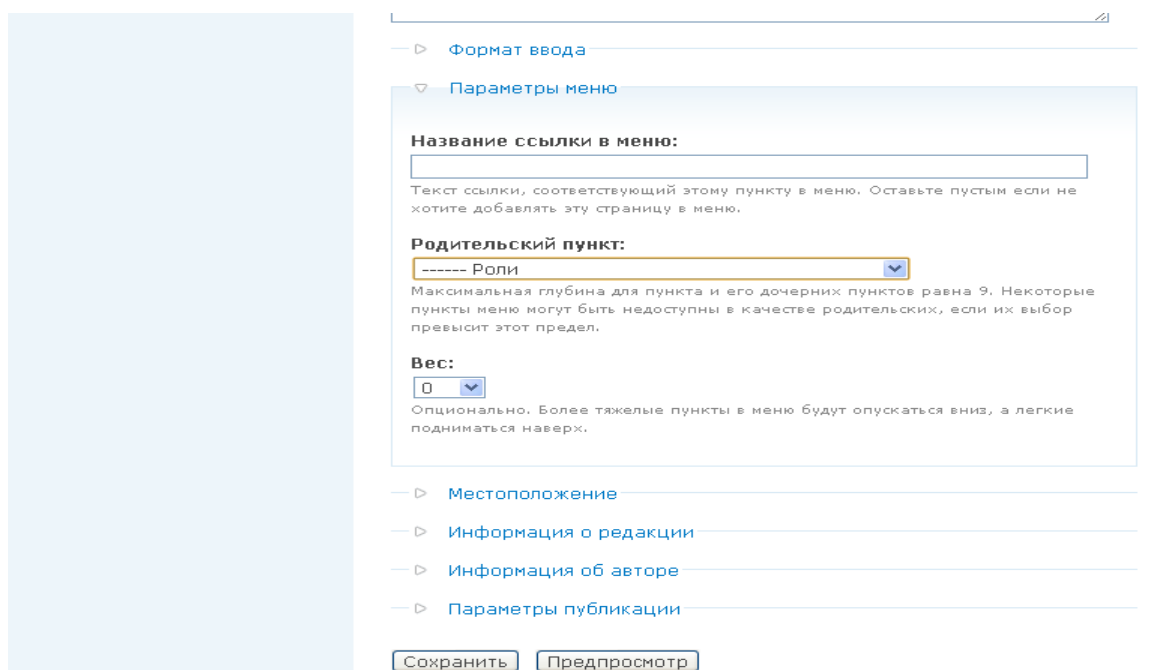 Формат ввода
Параметры меню
Название ссылки в меню:
Текст ссылки, соответствующий этому пункту в меню. Оставьте пустым если не
хотите добавлять эту страницу в меню.
Родительский пункт:
------ Роли
Максимальная глубина для пункта и его дочерних пунктов равна 9. Некоторые
пункты меню могут быть недоступны в качестве родительских, если их выбор
превысит этот предел.
Вес:
0
Опционально. Более тяжелые пункты в меню будут опускаться вниз, а легкие
подниматься наверх.
Местоположение
Информация о редакции
Информация об авторе
Параметры публикации
Сохранить Предпросмотр